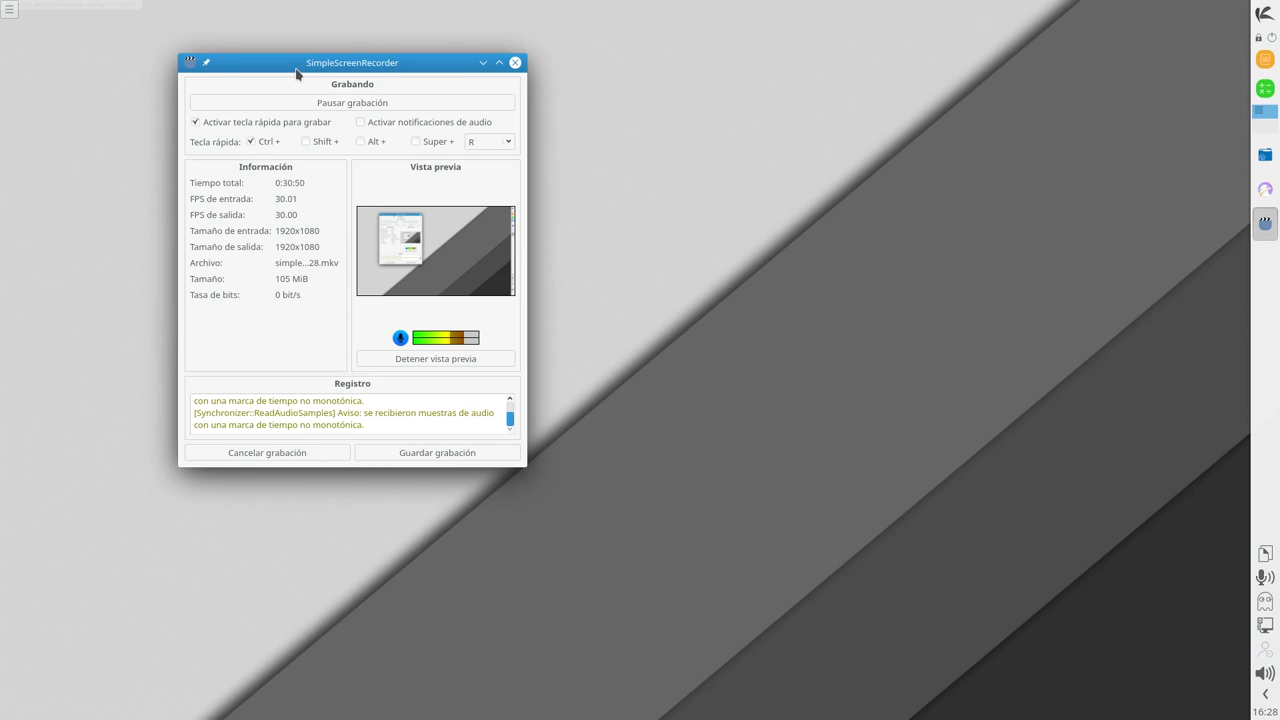 SimpleScreenRecorder
Grabando
Pausar grabación
Activar tecla rápida para grabar
Activar notificaciones de audio
Tecla rápida: Ctrl + Shift + Alt + Super + R
Información
Tiempo total: 0:30:50
FPS de entrada: 30.01
FPS de salida: 30.00
Tamaño de entrada: 1920x1080
Tamaño de salida: 1920x1080
Archivo: simple...28.mkv
Tamaño: 105 MiB
Tasa de bits: 0 bit/s
Vista previa
Detener vista previa
Registro
con una marca de tiempo no monotónica.
[Synchronizer::ReadAudioSamples] Aviso: se recibieron muestras de audio
con una marca de tiempo no monotónica.
Cancelar grabación
Guardar grabación
16:28